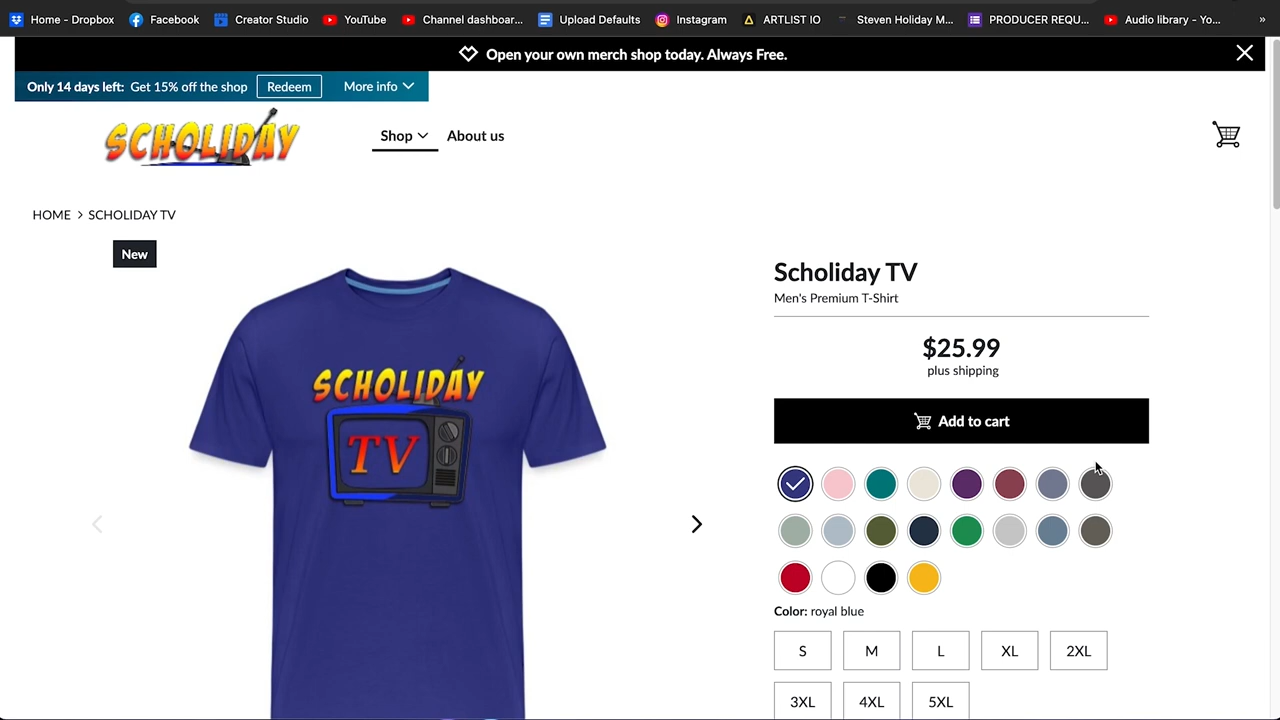 Home - Dropbox
Facebook
Creator Studio
YouTube
Channel dashboar...
Upload Defaults
Instagram
ARTLIST IO
Steven Holiday M...
PRODUCER REQU...
Audio library - Yo...
»
Open your own merch shop today. Always Free.
Only 14 days left: Get 15% off the shop
Redeem
More info
SCHOLIDAY
Shop
About us
HOME > SCHOLIDAY TV
New
Scholiday TV
Men's Premium T-Shirt
$25.99
plus shipping
Add to cart
SCHOLIDAY
TV
Color: royal blue
S M L XL 2XL
3XL 4XL 5XL